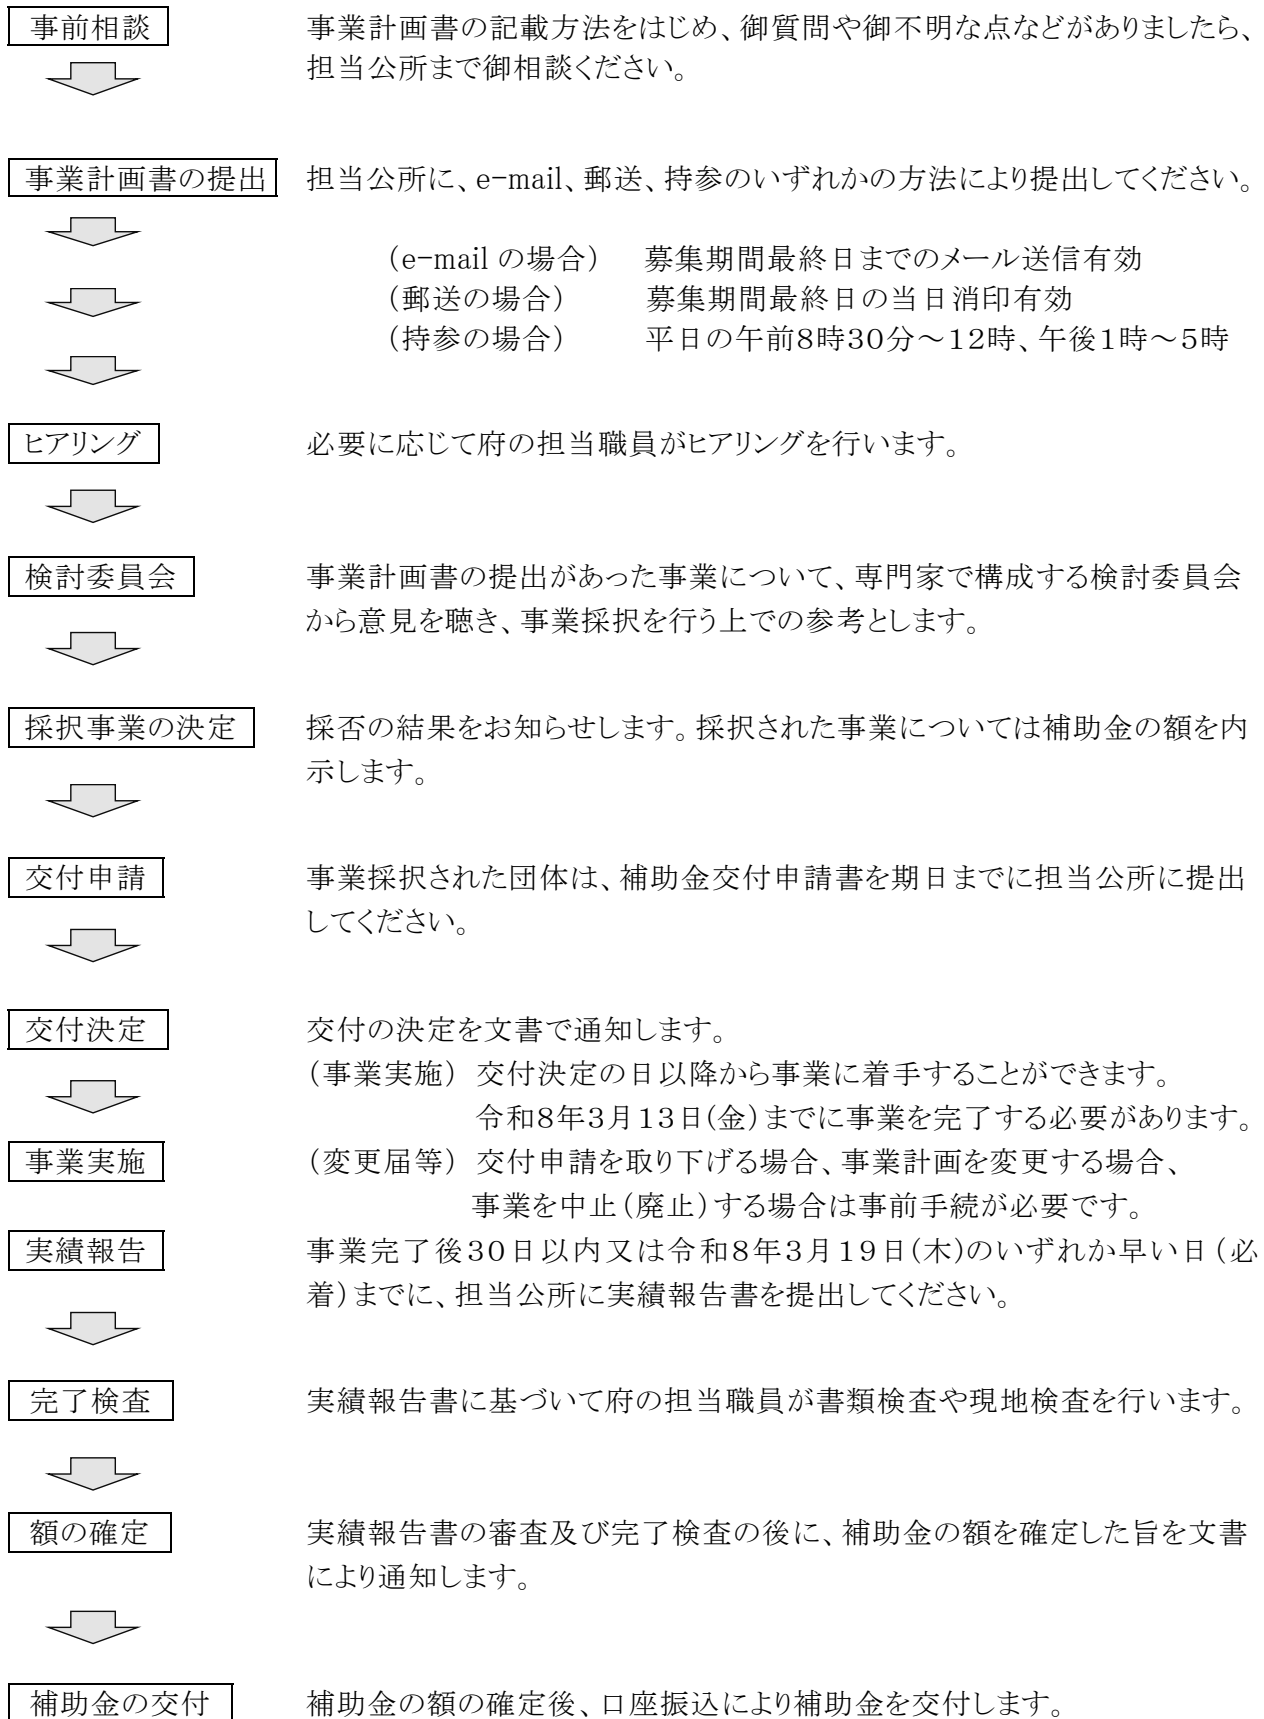 事前相談　事業計画書の記載方法をはじめ、御質問や御不明な点などがありましたら、
担当公所まで御相談ください。
事業計画書の提出　担当公所に、e-mail、郵送、持参のいずれかの方法により提出してください。
（e-mail の場合）　募集期間最終日までのメール送信有効
（郵送の場合）　募集期間最終日の当日消印有効
（持参の場合）　平日の午前８時３０分～１２時、午後１時～５時
ヒアリング　必要に応じて府の担当職員がヒアリングを行います。
検討委員会　事業計画書の提出があった事業について、専門家で構成する検討委員会
から意見を聴き、事業採択を行う上での参考とします。
採択事業の決定　採否の結果をお知らせします。採択された事業については補助金の額を内
示します。
交付申請　事業採択された団体は、補助金交付申請書を期日までに担当公所に提出
してください。
交付決定　交付の決定を文書で通知します。
（事業実施）　交付決定の日以降から事業に着手することができます。
令和８年３月１３日(金)までに事業を完了する必要があります。
事業実施　（変更届等）　交付申請を取り下げる場合、事業計画を変更する場合、
事業を中止（廃止）する場合は事前手続が必要です。
実績報告　事業完了後３０日以内又は令和８年３月１９日(木)のいずれか早い日（必
着）までに、担当公所に実績報告書を提出してください。
完了検査　実績報告書に基づいて府の担当職員が書類検査や現地検査を行います。
額の確定　実績報告書の審査及び完了検査の後に、補助金の額を確定した旨を文書
により通知します。
補助金の交付　補助金の額の確定後、口座振込により補助金を交付します。